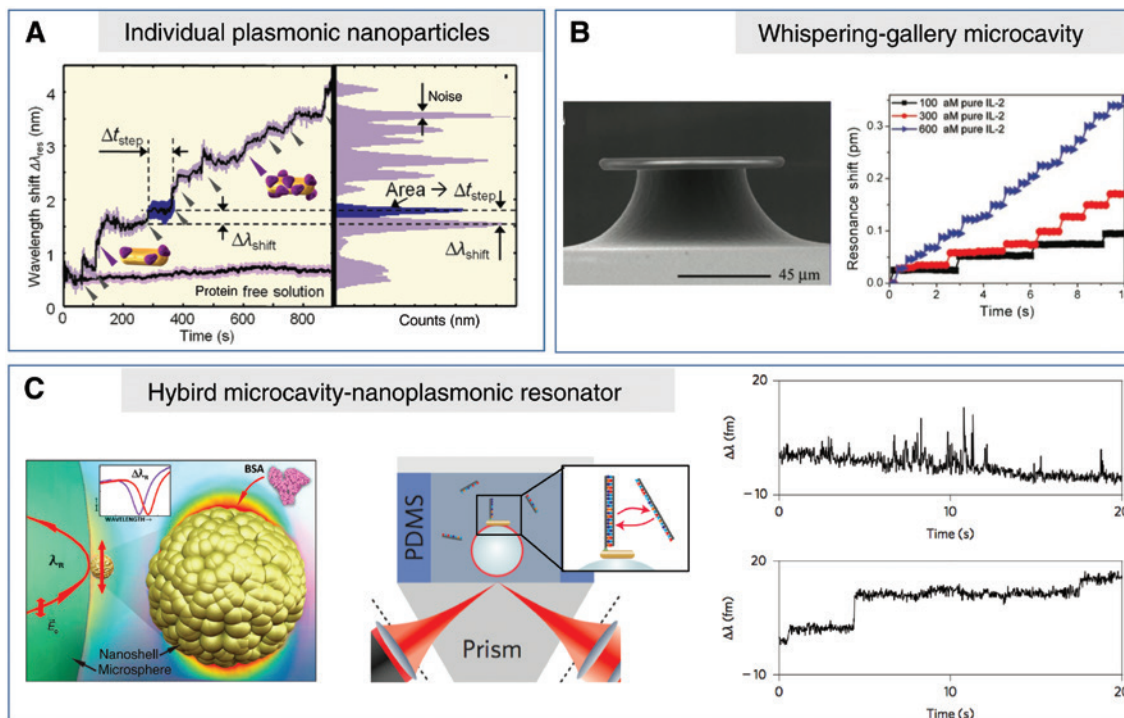 A
Individual plasmonic nanoparticles
Wavelength shift Δλres (nm)
4
3
2
1
0
Δtstep
Noise
Area → Δtstep
Δλshift
Δλshift
Protein free solution
0 200 400 600 800
Time (s)
Counts (nm)
B
Whispering-gallery microcavity
45 μm
Resonance shift (pm)
0.3
0.2
0.1
0.0
100 aM pure IL-2
300 aM pure IL-2
600 aM pure IL-2
0 2 4 6 8 10
Time (s)
C
Hybird microcavity-nanoplasmonic resonator
ΔλR
WAVELENGTH→
BSA
λR
Nanoshell
Microsphere
PDMS
Prism
20
Δλ (fm)
−10
0 10 20
Time (s)
20
Δλ (fm)
−10
0 10 20
Time (s)